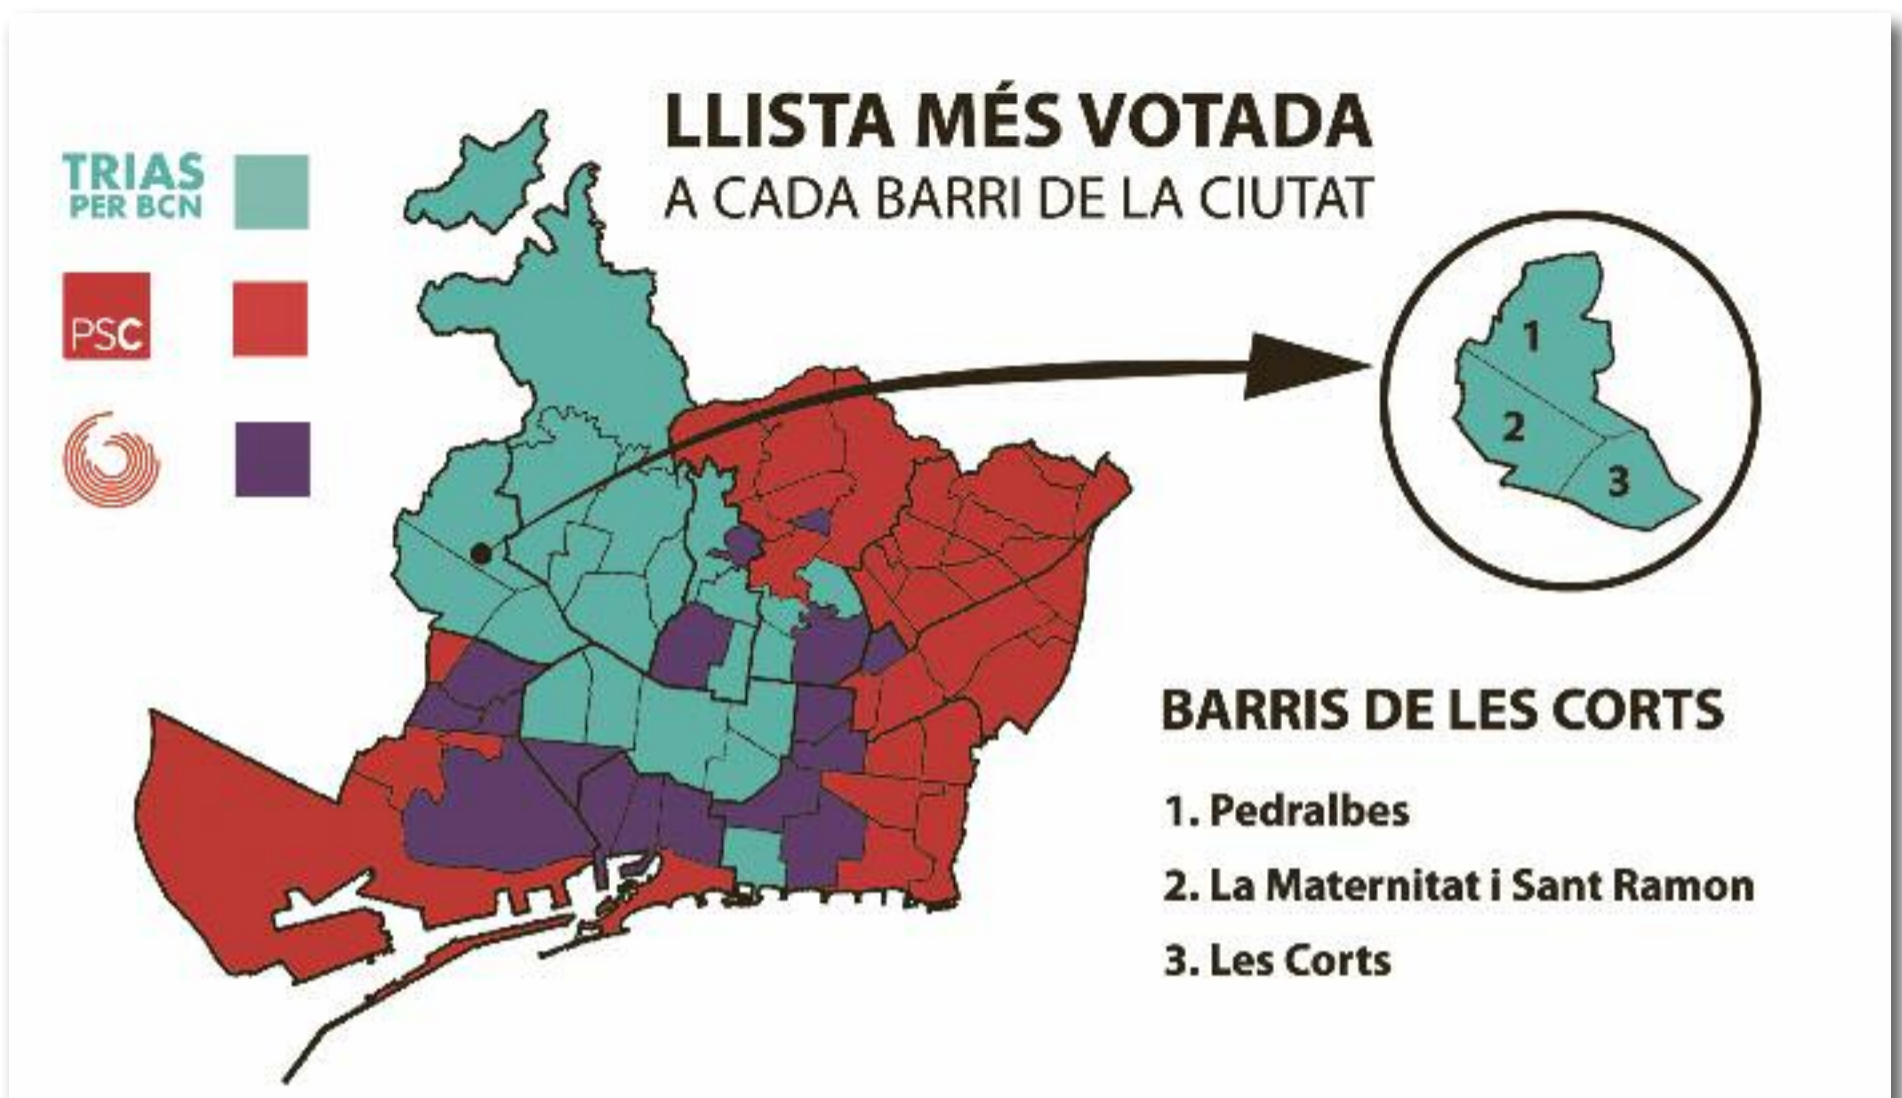 LLISTA MÉS VOTADA
A CADA BARRI DE LA CIUTAT
TRIAS
PER BCN
PSC
1
2
3
BARRIS DE LES CORTS
1. Pedralbes
2. La Maternitat i Sant Ramon
3. Les Corts